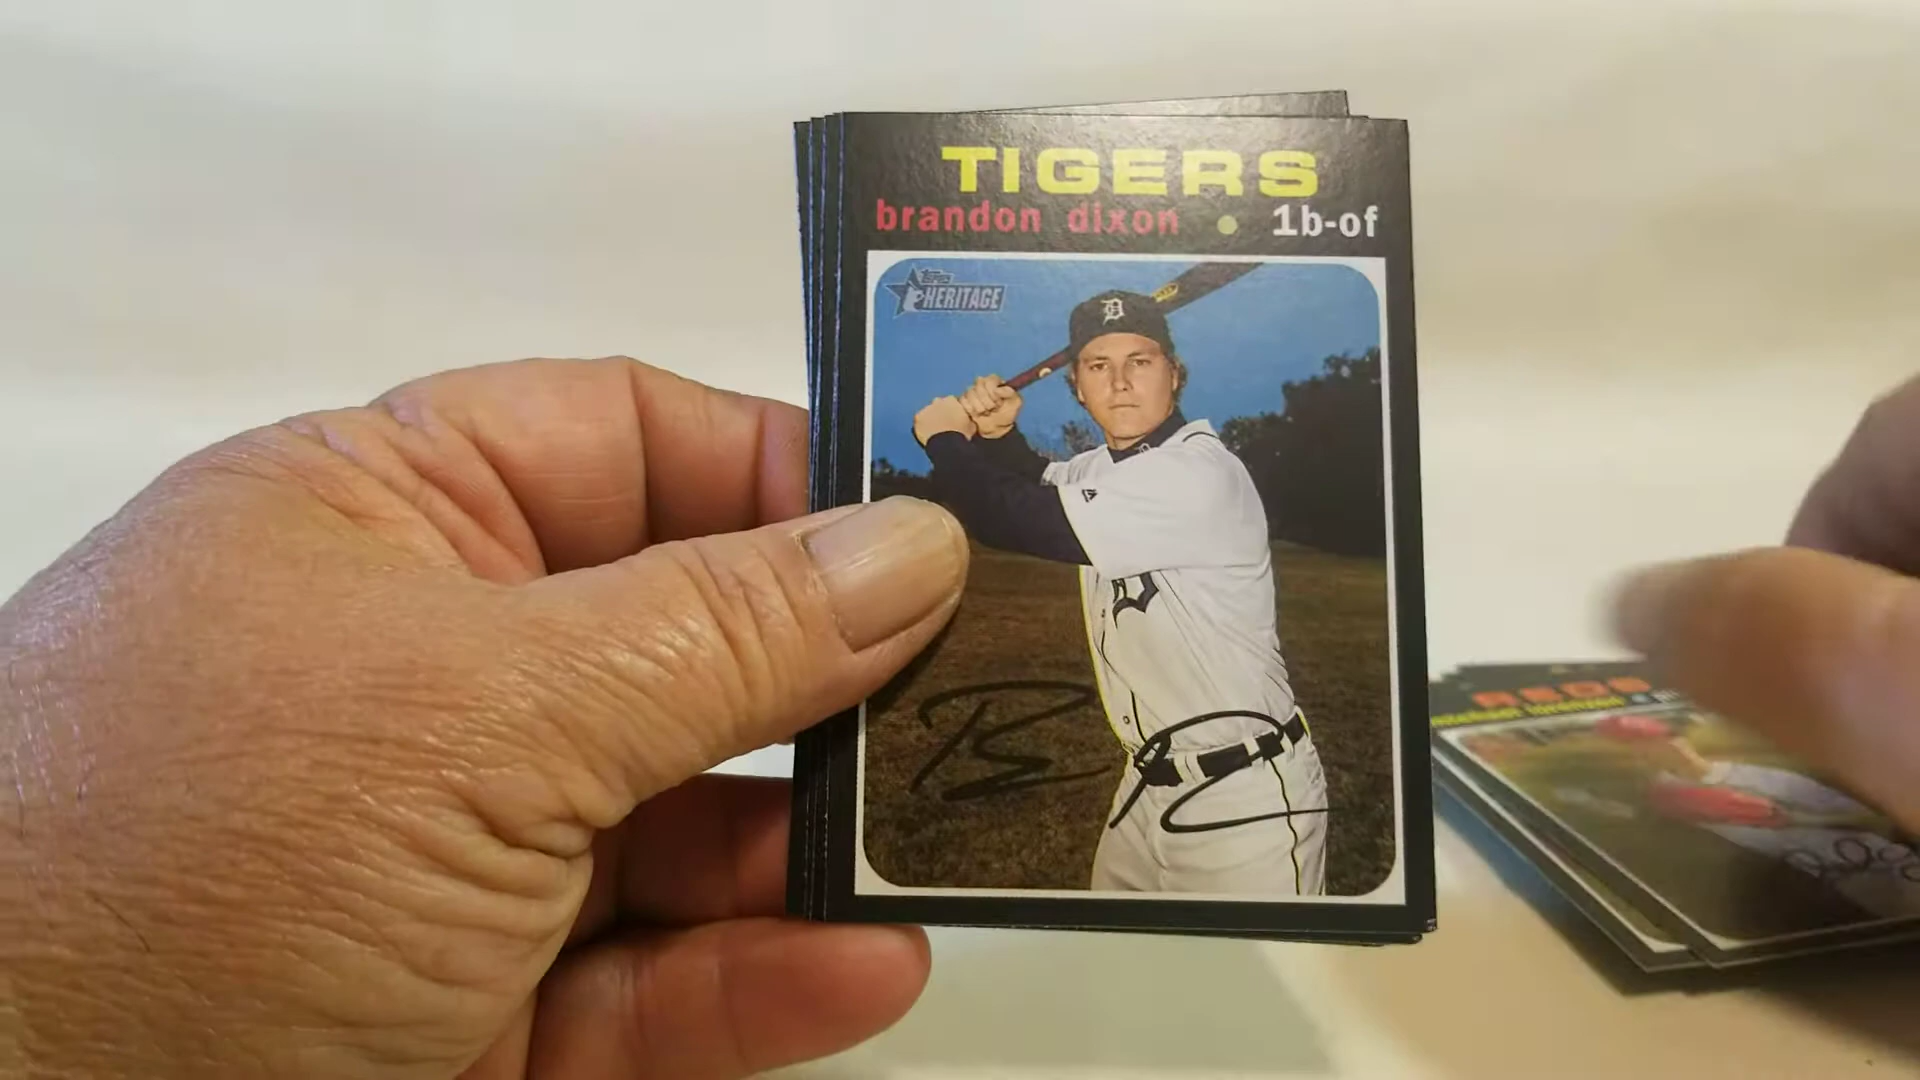 TIGERS
brandon dixon • 1b-of
Topps
HERITAGE
D
REDS